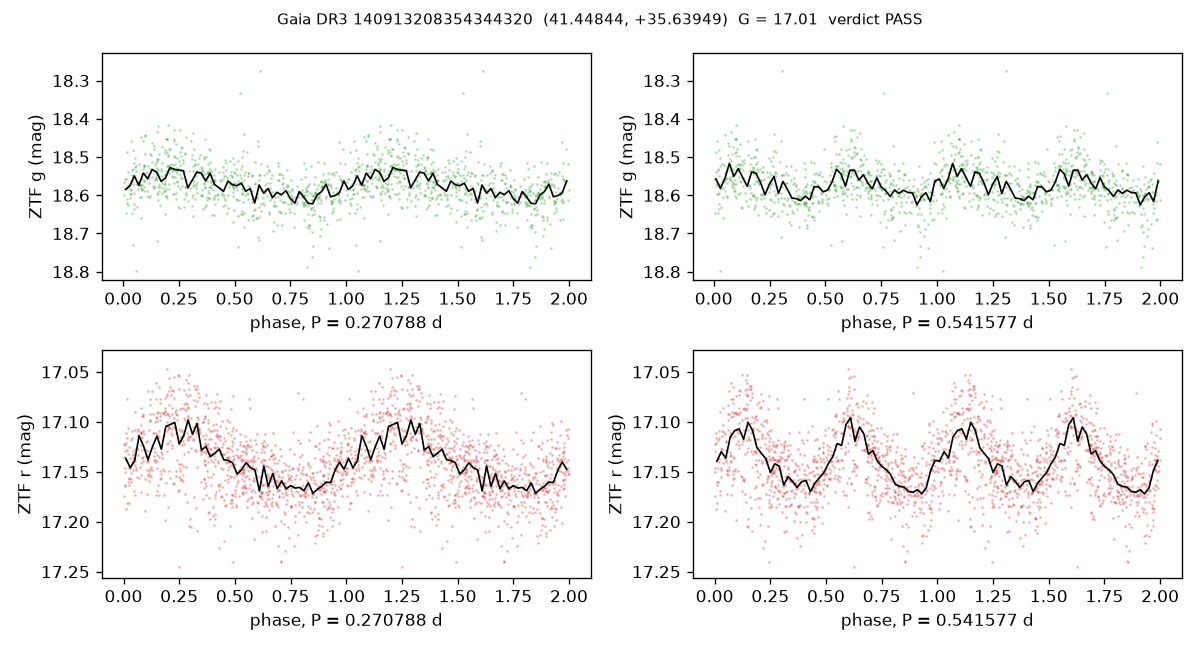 Gaia DR3 140913208354344320 (41.44844, +35.63949) G = 17.01 verdict PASS
ZTF g (mag)
18.3
18.4
18.5
18.6
18.7
18.8
0.00 0.25 0.50 0.75 1.00 1.25 1.50 1.75 2.00
phase, P = 0.270788 d
ZTF g (mag)
18.3
18.4
18.5
18.6
18.7
18.8
0.00 0.25 0.50 0.75 1.00 1.25 1.50 1.75 2.00
phase, P = 0.541577 d
ZTF r (mag)
17.05
17.10
17.15
17.20
17.25
0.00 0.25 0.50 0.75 1.00 1.25 1.50 1.75 2.00
phase, P = 0.270788 d
ZTF r (mag)
17.05
17.10
17.15
17.20
17.25
0.00 0.25 0.50 0.75 1.00 1.25 1.50 1.75 2.00
phase, P = 0.541577 d